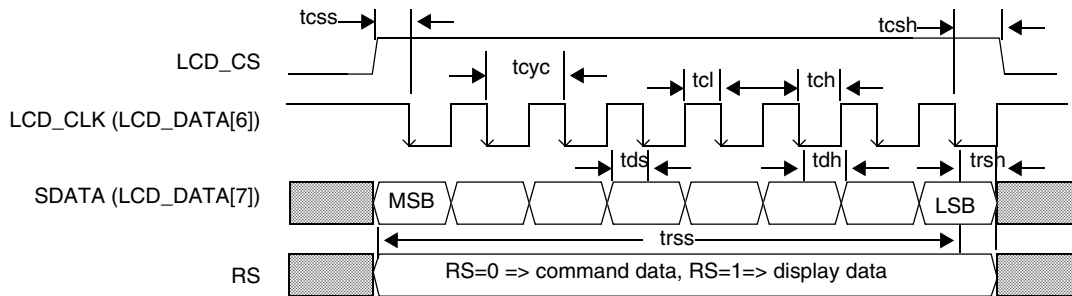 tcss
tcsh
LCD_CS
tcyc
tcl
tch
LCD_CLK (LCD_DATA[6])
tds
tdh
trsh
SDATA (LCD_DATA[7])
MSB
LSB
trss
RS
RS=0 => command data, RS=1=> display data